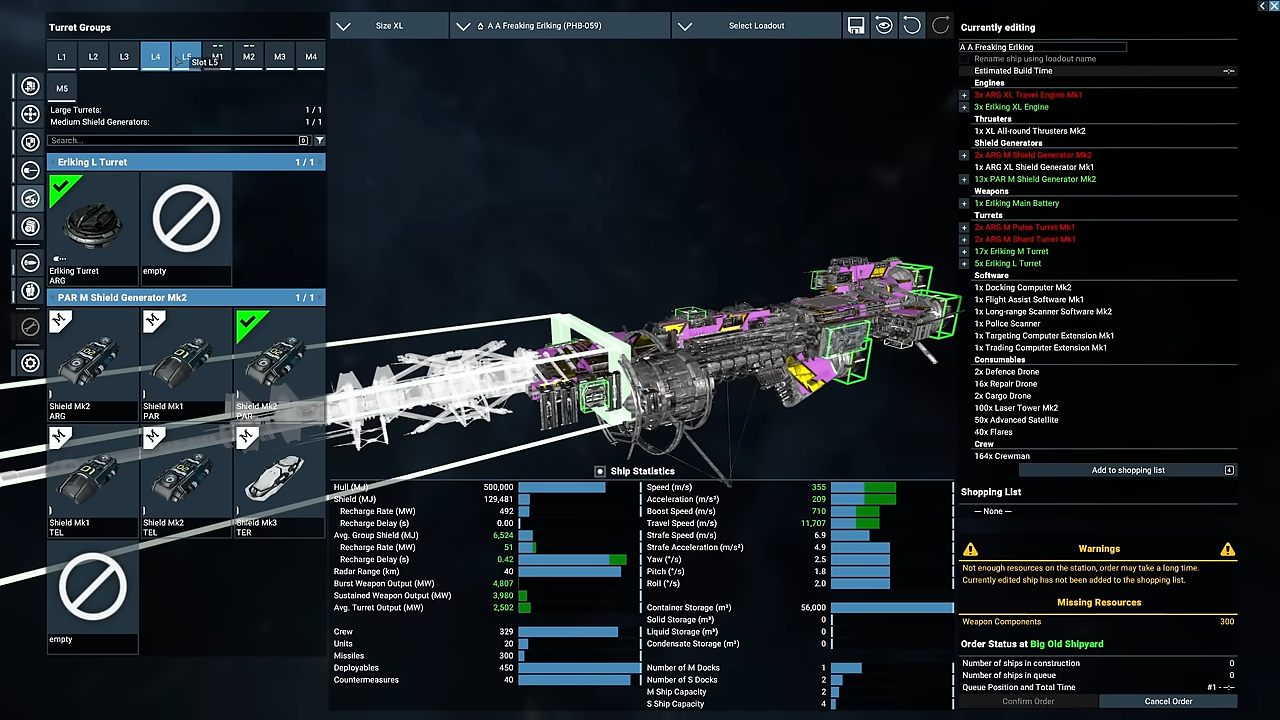 Turret Groups
L1 L2 L3 L4 L5 M1 M2 M3 M4
Slot L5
M5
Large Turrets: 1 / 1
Medium Shield Generators: 1 / 1
Search...
Eriking L Turret 1 / 1
Eriking Turret
ARG
empty
PAR M Shield Generator Mk2 1 / 1
Shield Mk2
ARG
Shield Mk1
PAR
Shield Mk2
PAR
Shield Mk1
TEL
Shield Mk2
TEL
Shield Mk3
TER
empty
Size XL
A A Freaking Erlking (PHB-059)
Select Loadout
Ship Statistics
Hull (MJ) 500,000
Shield (MJ) 129,481
Recharge Rate (MW) 492
Recharge Delay (s) 0.00
Avg. Group Shield (MJ) 6,524
Recharge Rate (MW) 51
Recharge Delay (s) 0.42
Radar Range (km) 40
Burst Weapon Output (MW) 4,807
Sustained Weapon Output (MW) 3,980
Avg. Turret Output (MW) 2,502
Crew 329
Units 20
Missiles 300
Deployables 450
Countermeasures 40
Speed (m/s) 355
Acceleration (m/s²) 209
Boost Speed (m/s) 710
Travel Speed (m/s) 11,707
Strafe Speed (m/s) 6.9
Strafe Acceleration (m/s²) 4.9
Yaw (°/s) 2.5
Pitch (°/s) 1.8
Roll (°/s) 2.0
Container Storage (m³) 56,000
Solid Storage (m³) 0
Liquid Storage (m³) 0
Condensate Storage (m³) 0
Number of M Docks 1
Number of S Docks 2
M Ship Capacity 2
S Ship Capacity 4
Currently editing
A A Freaking Erlking
Rename ship using loadout name
Estimated Build Time --:--
Engines
3x ARG XL Travel Engine Mk1
3x Erlking XL Engine
Thrusters
1x XL All-round Thrusters Mk2
Shield Generators
2x ARG M Shield Generator Mk2
1x ARG XL Shield Generator Mk1
13x PAR M Shield Generator Mk2
Weapons
1x Erlking Main Battery
Turrets
2x ARG M Pulse Turret Mk1
2x ARG M Shard Turret Mk1
17x Erlking M Turret
5x Erlking L Turret
Software
1x Docking Computer Mk2
1x Flight Assist Software Mk1
1x Long-range Scanner Software Mk2
1x Police Scanner
1x Targeting Computer Extension Mk1
1x Trading Computer Extension Mk1
Consumables
2x Defence Drone
16x Repair Drone
2x Cargo Drone
100x Laser Tower Mk2
50x Advanced Satellite
40x Flares
Crew
164x Crewman
Add to shopping list
Shopping List
— None —
Warnings
Not enough resources on the station, order may take a long time.
Currently edited ship has not been added to the shopping list.
Missing Resources
Weapon Components 300
Order Status at Big Old Shipyard
Number of ships in construction 0
Number of ships in queue 0
Queue Position and Total Time #1 - --:--
Confirm Order
Cancel Order